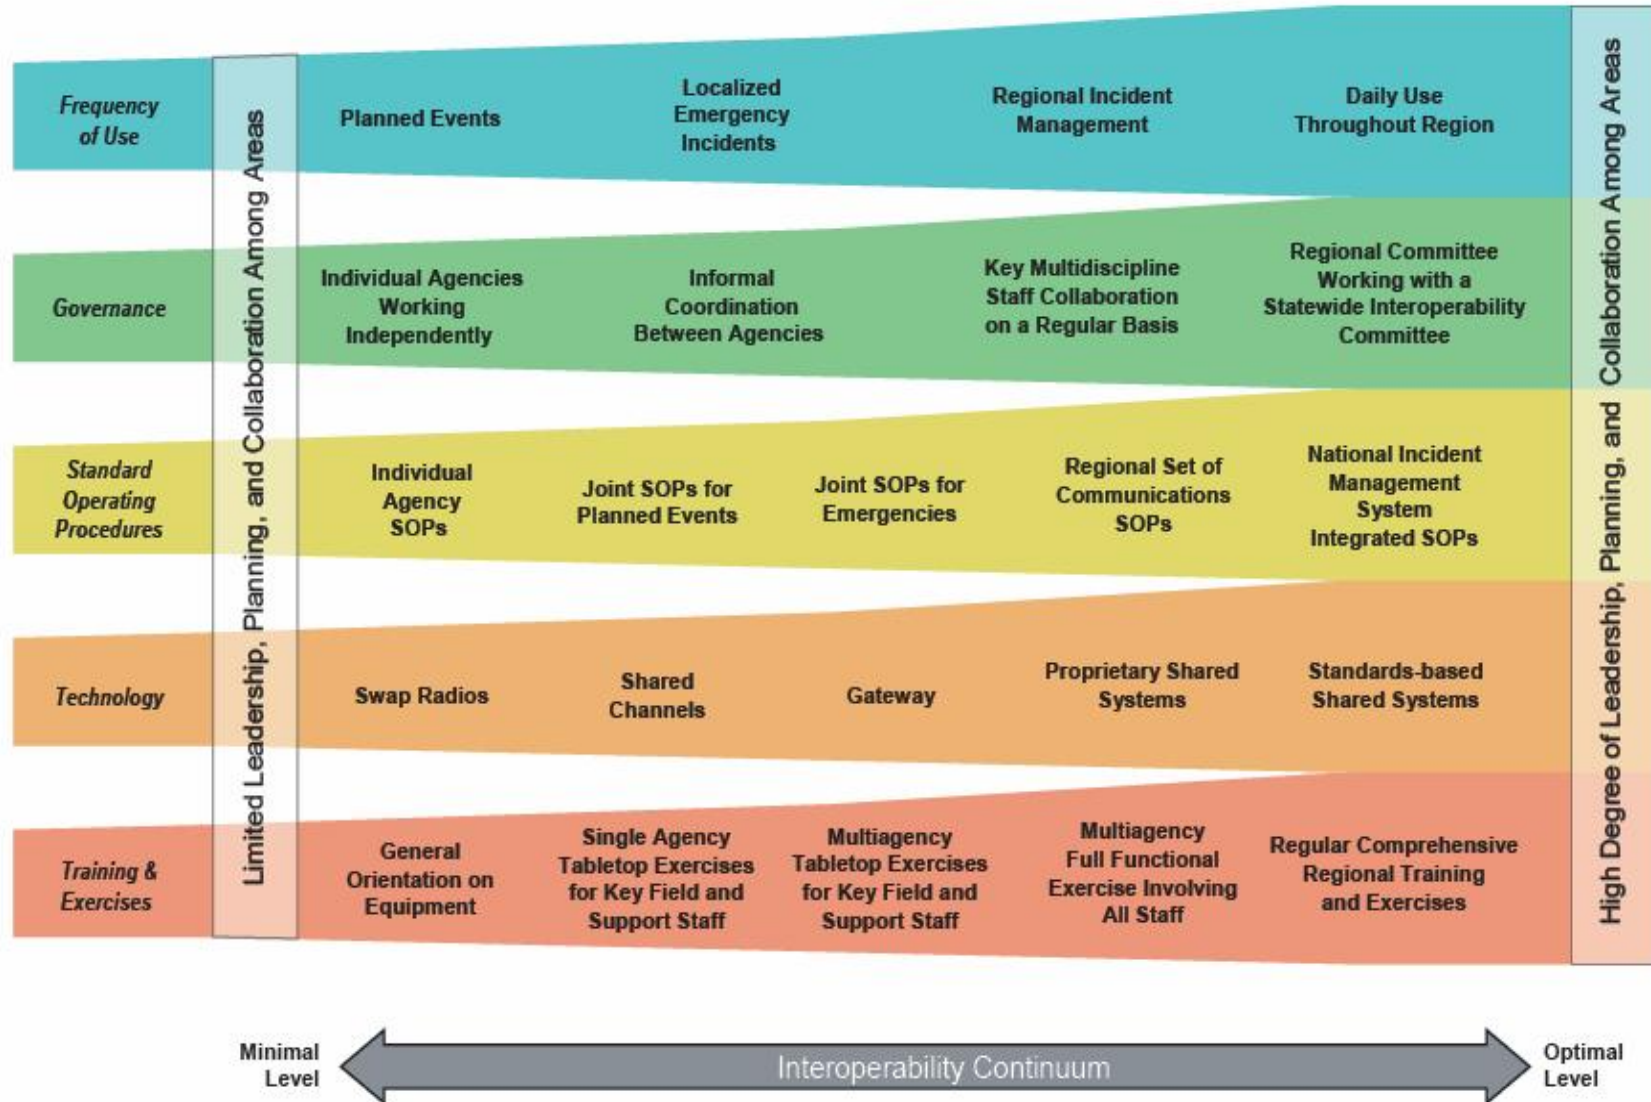 Frequency
of Use
Limited Leadership, Planning, and Collaboration Among Areas
Planned Events
Localized
Emergency
Incidents
Regional Incident
Management
Daily Use
Throughout Region
High Degree of Leadership, Planning, and Collaboration Among Areas
Governance
Individual Agencies
Working
Independently
Informal
Coordination
Between Agencies
Key Multidiscipline
Staff Collaboration
on a Regular Basis
Regional Committee
Working with a
Statewide Interoperability
Committee
Standard
Operating
Procedures
Individual
Agency
SOPs
Joint SOPs for
Planned Events
Joint SOPs for
Emergencies
Regional Set of
Communications
SOPs
National Incident
Management
System
Integrated SOPs
Technology
Swap Radios
Shared
Channels
Gateway
Proprietary Shared
Systems
Standards-based
Shared Systems
Training &
Exercises
General
Orientation on
Equipment
Single Agency
Tabletop Exercises
for Key Field and
Support Staff
Multiagency
Tabletop Exercises
for Key Field and
Support Staff
Multiagency
Full Functional
Exercise Involving
All Staff
Regular Comprehensive
Regional Training
and Exercises
Minimal
Level
Interoperability Continuum
Optimal
Level